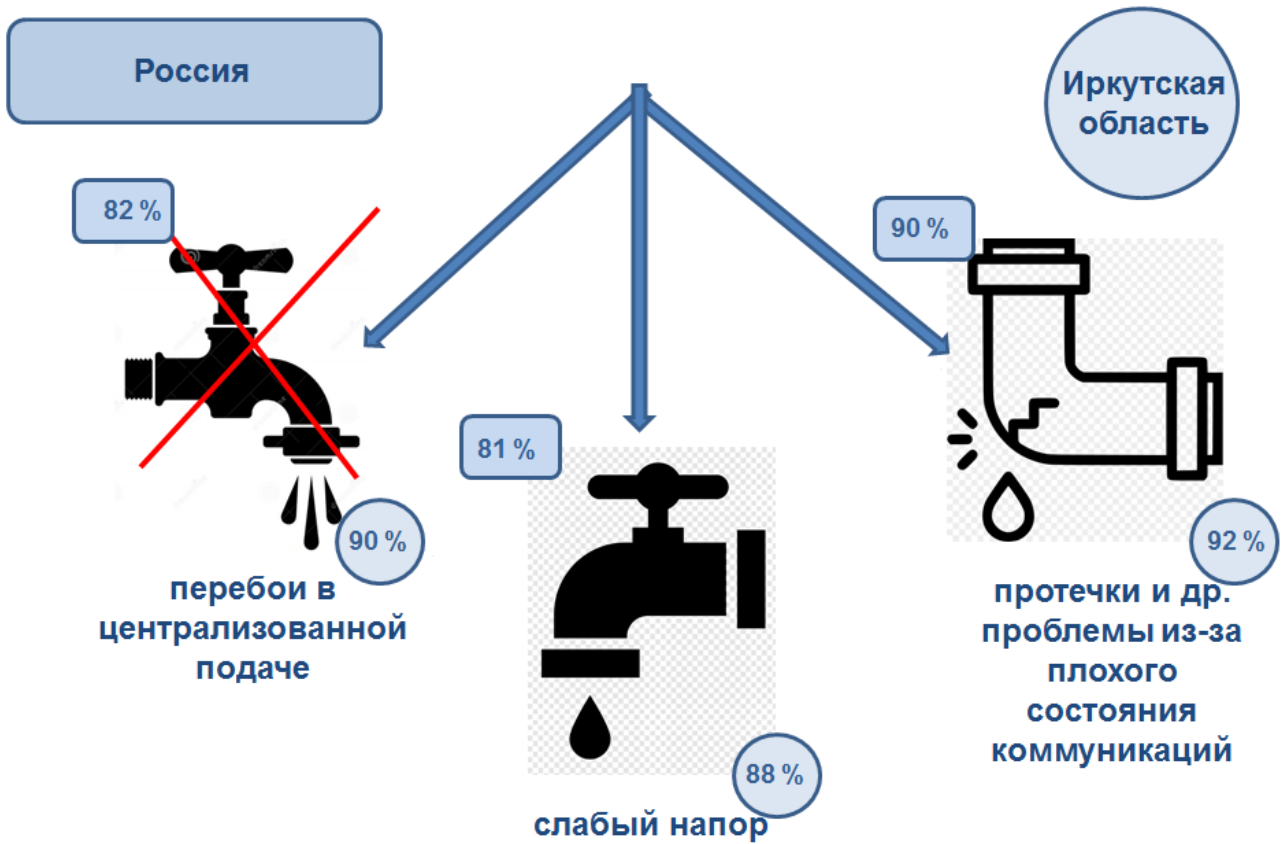 Россия
Иркутская
область
82 %
90 %
перебои в
централизованной
подаче
81 %
88 %
слабый напор
90 %
92 %
протечки и др.
проблемы из-за
плохого
состояния
коммуникаций